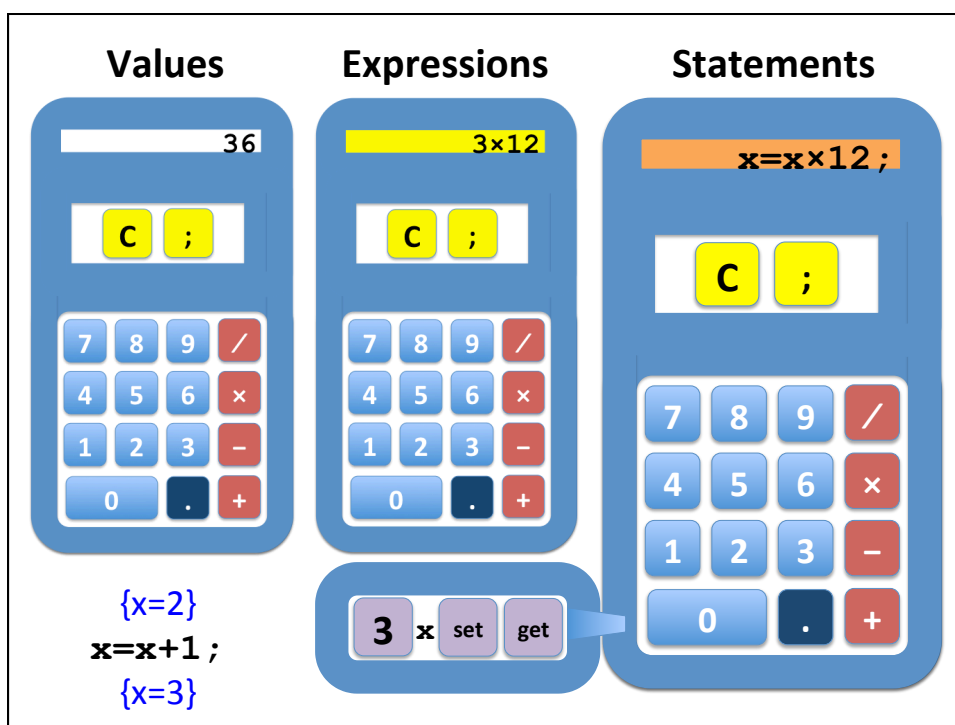 Values
36
C ;
7 8 9 /
4 5 6 ×
1 2 3 −
0 . +
{x=2}
x=x+1;
{x=3}
Expressions
3×12
C ;
7 8 9 /
4 5 6 ×
1 2 3 −
0 . +
3 x set get
Statements
x=x×12;
C ;
7 8 9 /
4 5 6 ×
1 2 3 −
0 . +